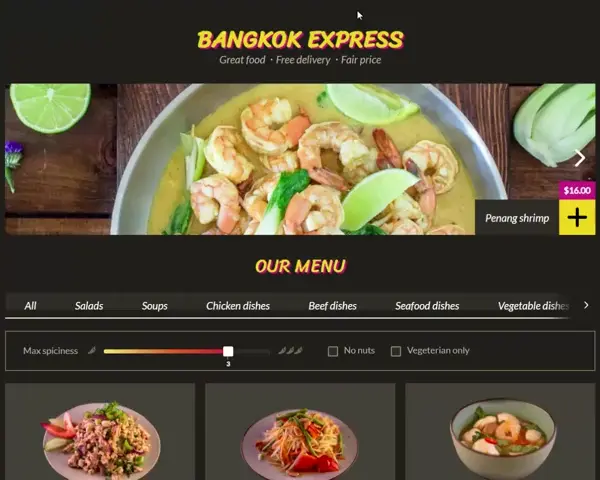 BANGKOK EXPRESS
Great food · Free delivery · Fair price
$16.00
Penang shrimp
OUR MENU
All Salads Soups Chicken dishes Beef dishes Seafood dishes Vegetable dishes
Max spiciness No nuts Vegeterian only
3